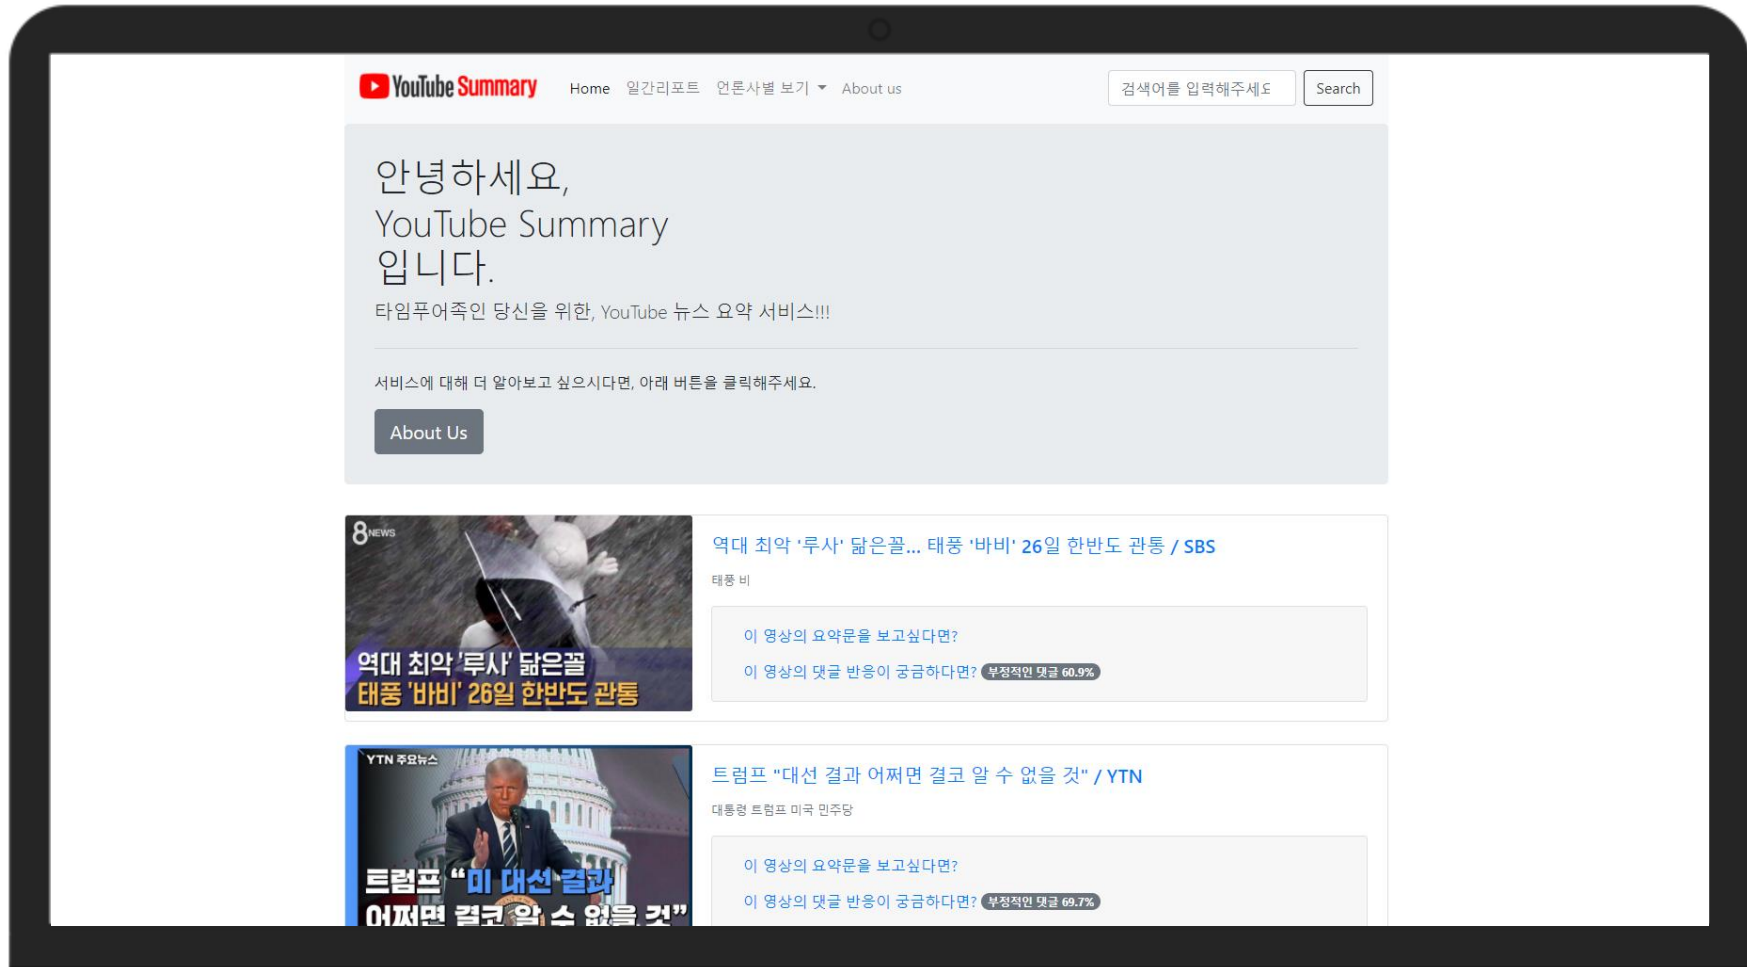 YouTube Summary
Home 일간리포트 언론사별 보기 About us
검색어를 입력해주세요
Search
안녕하세요,
YouTube Summary
입니다.
타임푸어족인 당신을 위한, YouTube 뉴스 요약 서비스!!!
서비스에 대해 더 알아보고 싶으시다면, 아래 버튼을 클릭해주세요.
About Us
8 NEWS
역대 최악 '루사' 닮은꼴
태풍 '바비' 26일 한반도 관통
역대 최악 '루사' 닮은꼴... 태풍 '바비' 26일 한반도 관통 / SBS
태풍 비
이 영상의 요약문을 보고싶다면?
이 영상의 댓글 반응이 궁금하다면? 부정적인 댓글 60.9%
YTN 주요뉴스
트럼프 “미 대선 결과
어쩌면 결코 알 수 없을 것”
트럼프 "대선 결과 어쩌면 결코 알 수 없을 것" / YTN
대통령 트럼프 미국 민주당
이 영상의 요약문을 보고싶다면?
이 영상의 댓글 반응이 궁금하다면? 부정적인 댓글 69.7%